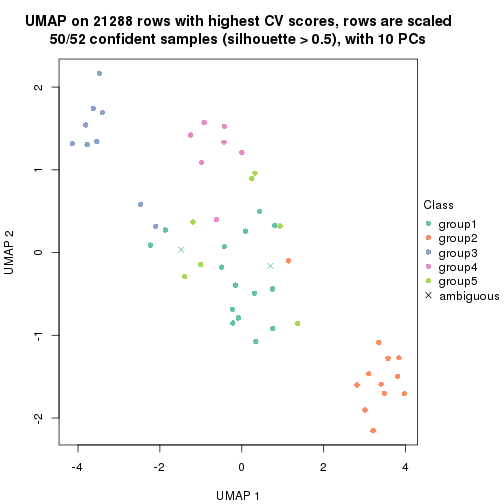 UMAP on 21288 rows with highest CV scores, rows are scaled
50/52 confident samples (silhouette > 0.5), with 10 PCs
UMAP 2
2
1
0
-1
-2
-4
-2
0
2
4
UMAP 1
Class
group1
group2
group3
group4
group5
ambiguous